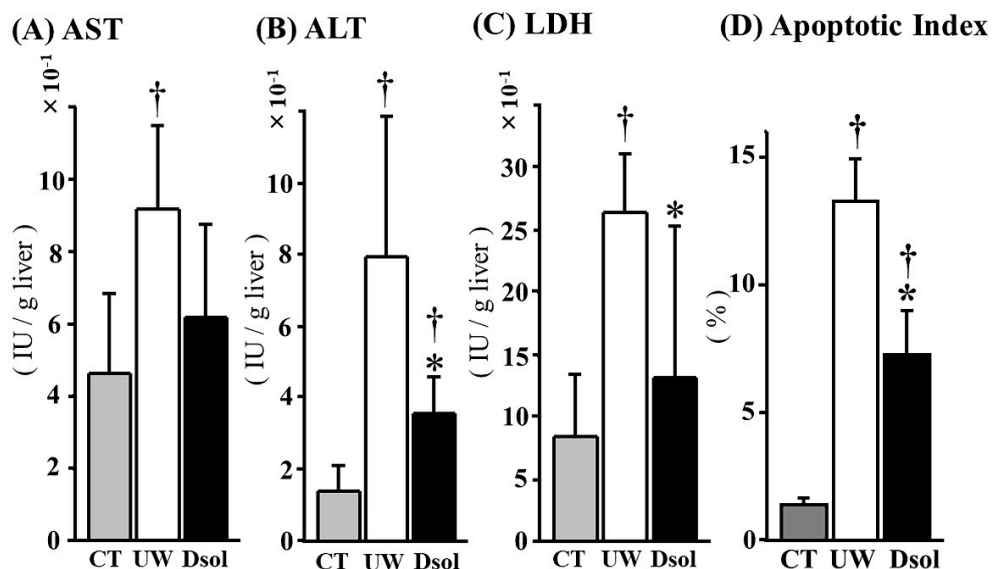 (A) AST
× 10-1
†
10
8
6
4
2
0
( IU / g liver )
CT UW Dsol
(B) ALT
× 10-1
†
†
*
10
8
6
4
2
0
( IU / g liver )
CT UW Dsol
(C) LDH
× 10-1
†
*
30
25
20
15
10
5
0
( IU / g liver )
CT UW Dsol
(D) Apoptotic Index
†
†
*
15
10
5
0
( % )
CT UW Dsol